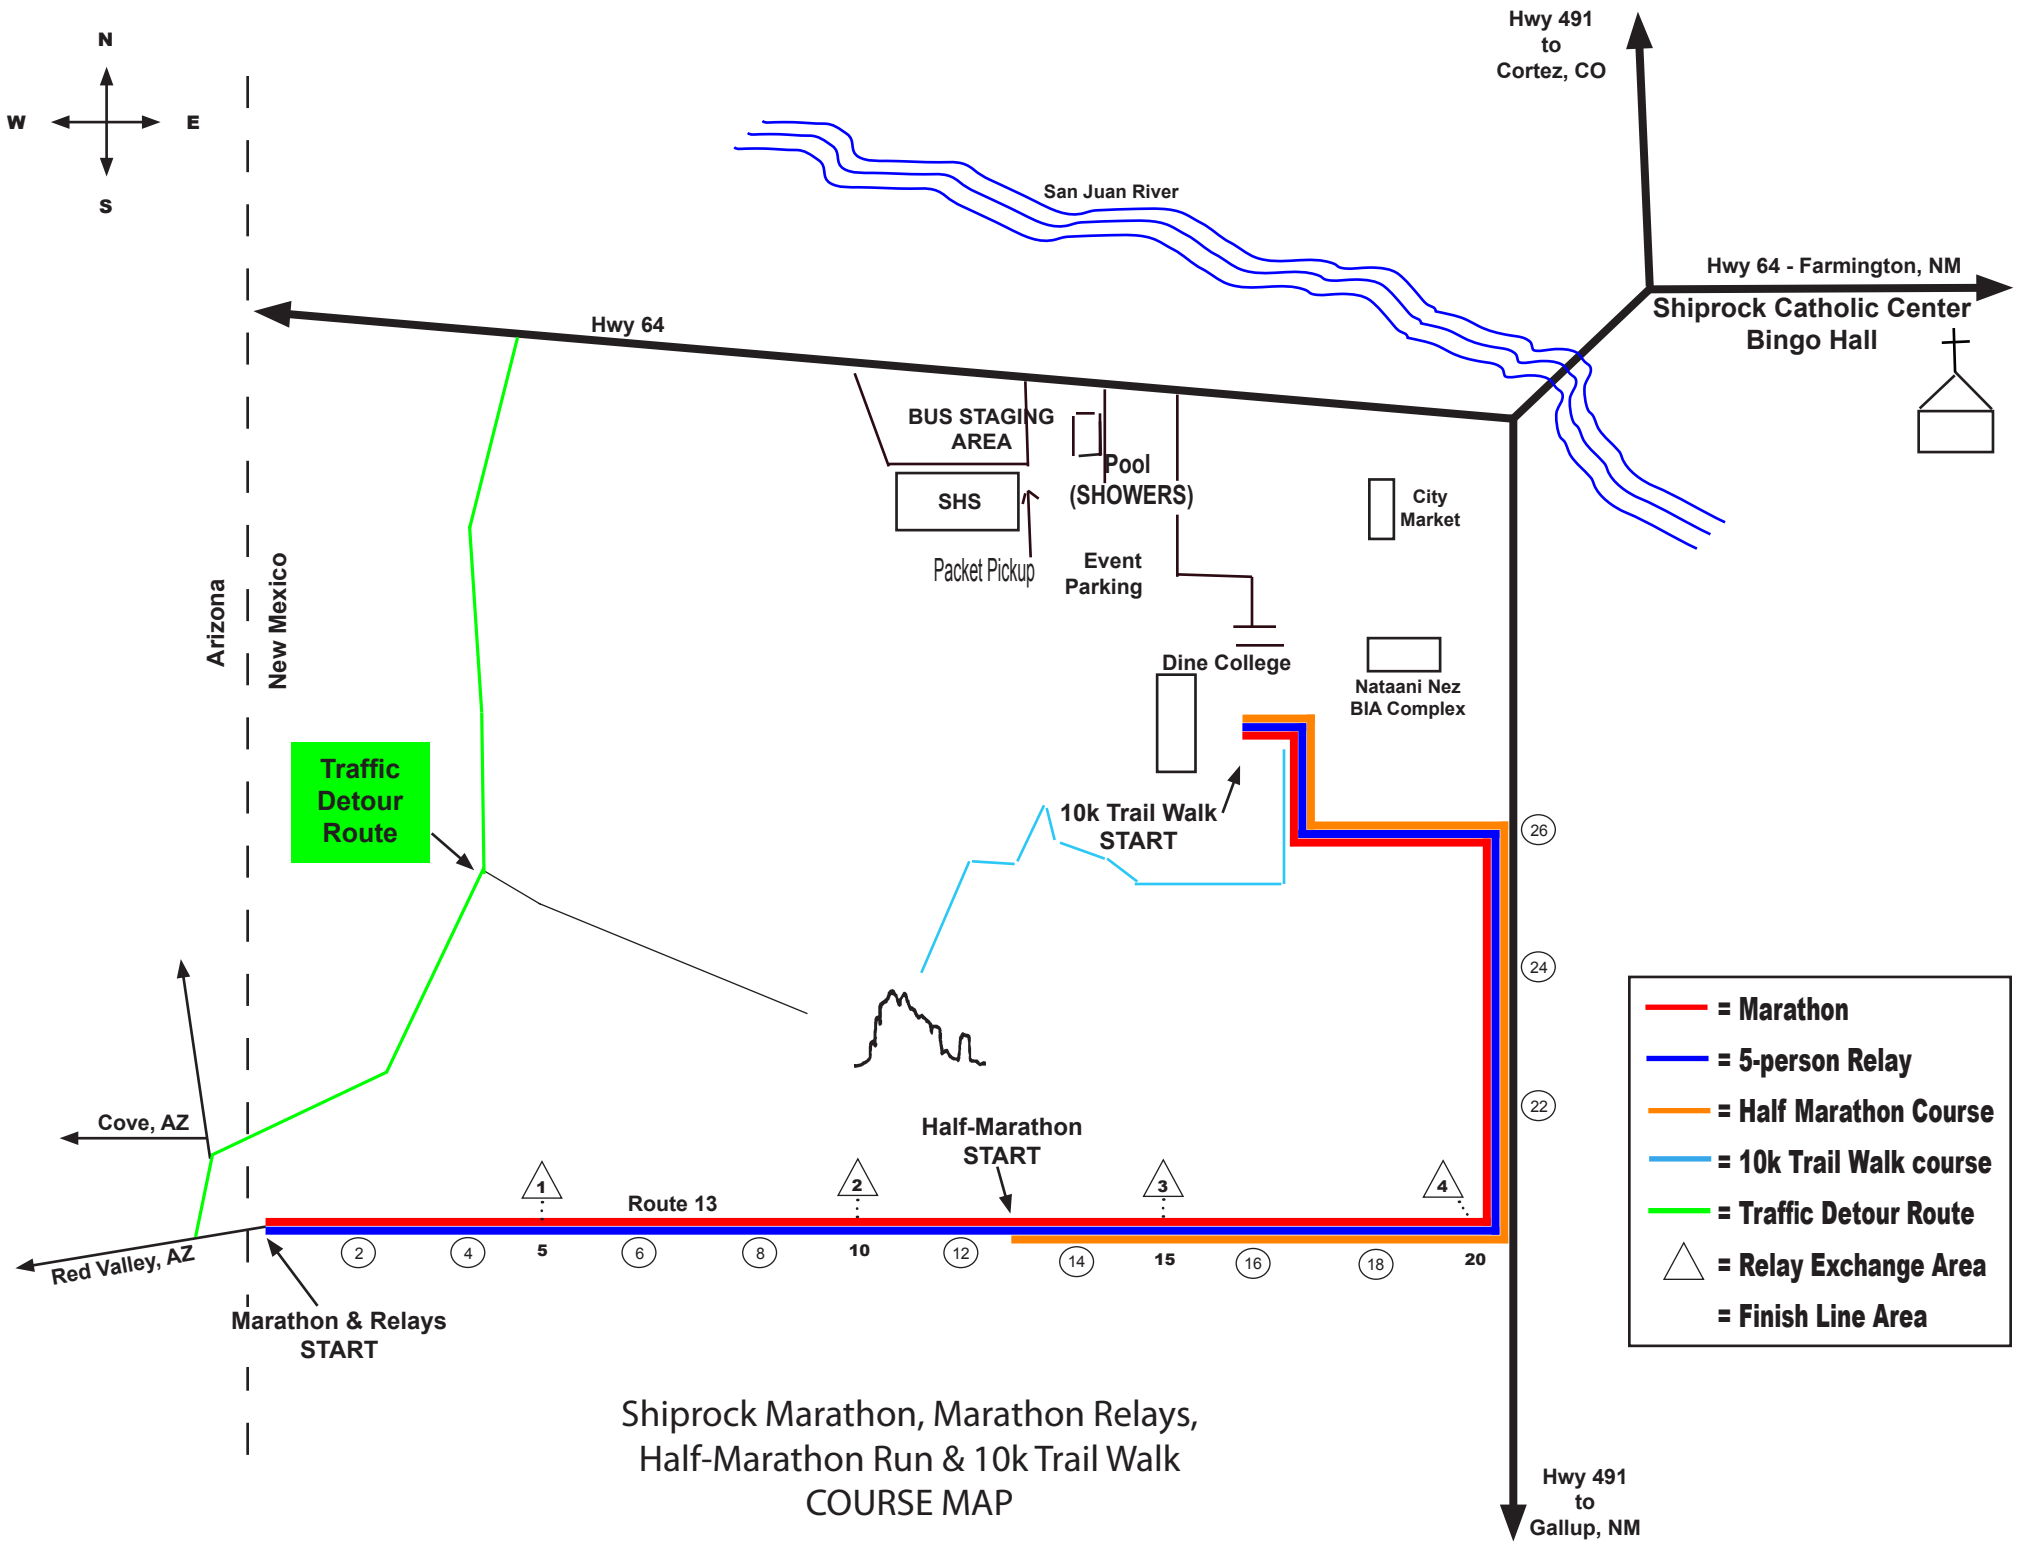 Hwy 491
to
Cortez, CO
N
W
E
S
San Juan River
Hwy 64 - Farmington, NM
Shiprock Catholic Center
Bingo Hall
Hwy 64
BUS STAGING
AREA
Pool
(SHOWERS)
SHS
City
Market
Packet Pickup
Event
Parking
Arizona
New Mexico
Dine College
Nataani Nez
BIA Complex
Traffic
Detour
Route
10k Trail Walk
START
26
24
22
Cove, AZ
Half-Marathon
START
1
2
3
4
Route 13
Red Valley, AZ
2
4
5
6
8
10
12
14
15
16
18
20
Marathon & Relays
START
= Marathon
= 5-person Relay
= Half Marathon Course
= 10k Trail Walk course
= Traffic Detour Route
= Relay Exchange Area
= Finish Line Area
Shiprock Marathon, Marathon Relays,
Half-Marathon Run & 10k Trail Walk
COURSE MAP
Hwy 491
to
Gallup, NM